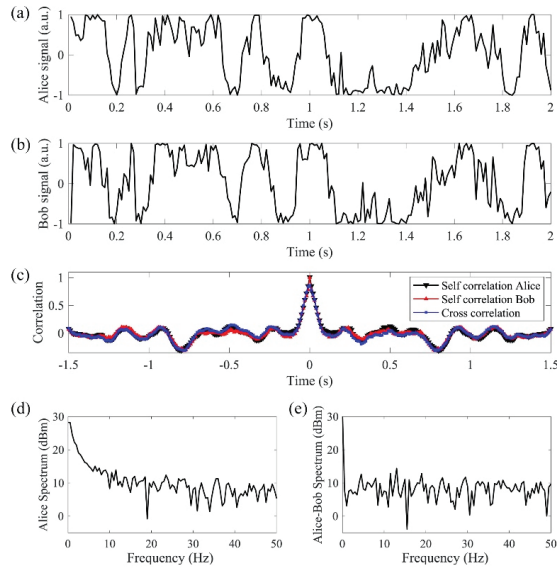 (a)
Alice signal (a.u.)
1
0
-1
0 0.2 0.4 0.6 0.8 1 1.2 1.4 1.6 1.8 2
Time (s)
(b)
Bob signal (a.u.)
1
0
-1
0 0.2 0.4 0.6 0.8 1 1.2 1.4 1.6 1.8 2
Time (s)
(c)
Correlation
1
0.5
0
Self correlation Alice
Self correlation Bob
Cross correlation
-1.5 -1 -0.5 0 0.5 1 1.5
Time (s)
(d)
Alice Spectrum (dBm)
30
20
10
0
0 10 20 30 40 50
Frequency (Hz)
(e)
Alice-Bob Spectrum (dBm)
30
20
10
0
0 10 20 30 40 50
Frequency (Hz)